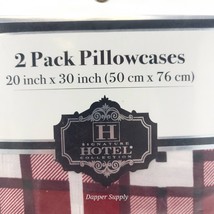 2 Pack Pillowcases
20 inch x 30 inch (50 cm x 76 cm)
H
SIGNATURE
HOTEL
COLLECTION
Dapper Supply